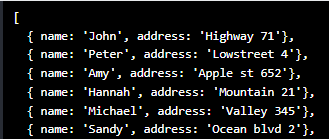 [
{ name: 'John', address: 'Highway 71'},
{ name: 'Peter', address: 'Lowstreet 4'},
{ name: 'Amy', address: 'Apple st 652'},
{ name: 'Hannah', address: 'Mountain 21'},
{ name: 'Michael', address: 'Valley 345'},
{ name: 'Sandy', address: 'Ocean blvd 2'},